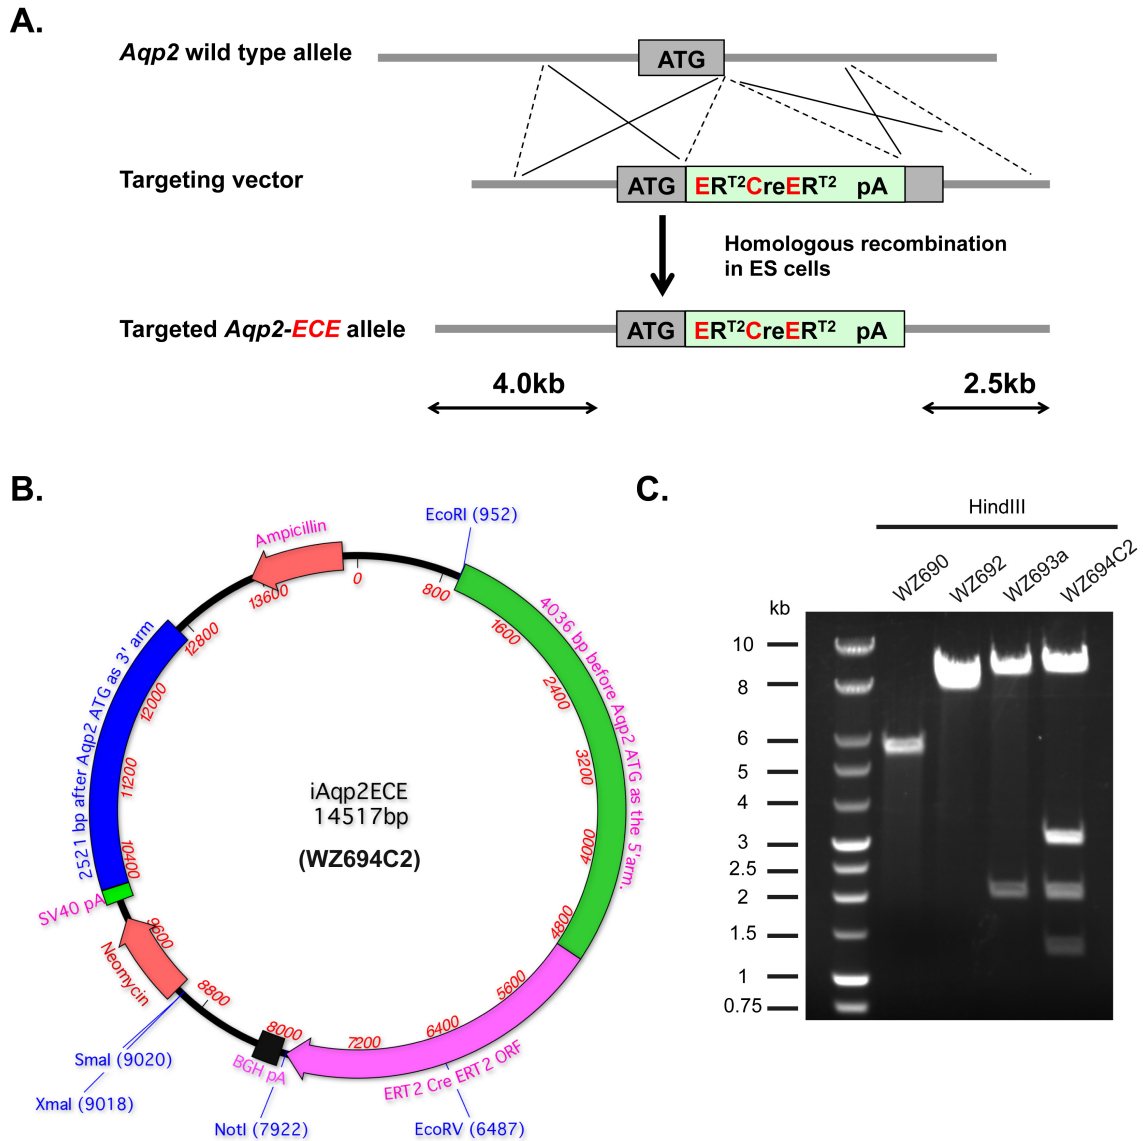 A.
Aqp2 wild type allele
ATG
Targeting vector
ATG ERT2CreERT2 pA
Homologous recombination
in ES cells
Targeted Aqp2-ECE allele
ATG ERT2CreERT2 pA
4.0kb
2.5kb
B.
EcoRI (952)
Ampicillin
0
800
1600
2400
3200
4000
4800
5600
6400
7200
8000
8800
9600
10400
11200
12000
12800
13600
4036 bp before Aqp2 ATG as the 5'arm.
2521 bp after Aqp2 ATG as 3' arm
iAqp2ECE
14517bp
(WZ694C2)
SV40 pA
Neomycin
BGH pA
ERT2 Cre ERT2 ORF
SmaI (9020)
XmaI (9018)
NotI (7922)
EcoRV (6487)
C.
HindIII
WZ690
WZ692
WZ693a
WZ694C2
kb
10
8
6
5
4
3
2.5
2
1.5
1
0.75